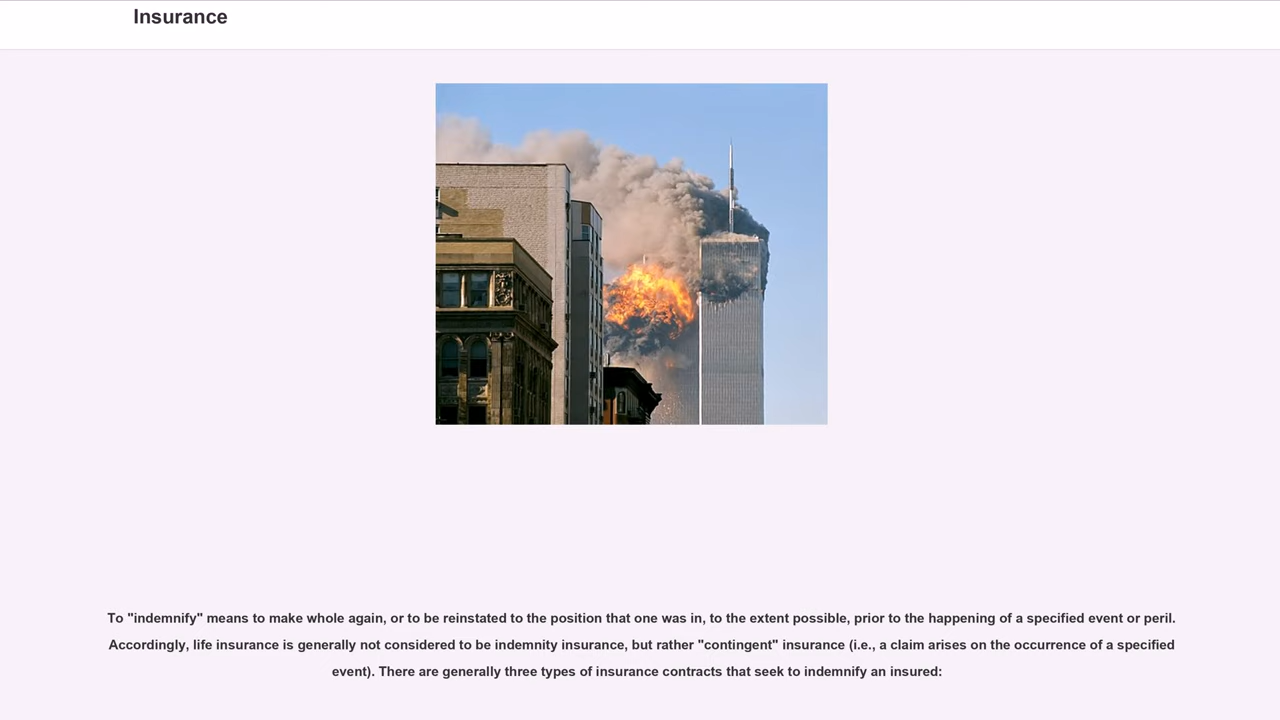 Insurance
To "indemnify" means to make whole again, or to be reinstated to the position that one was in, to the extent possible, prior to the happening of a specified event or peril.
Accordingly, life insurance is generally not considered to be indemnity insurance, but rather "contingent" insurance (i.e., a claim arises on the occurrence of a specified
event). There are generally three types of insurance contracts that seek to indemnify an insured: